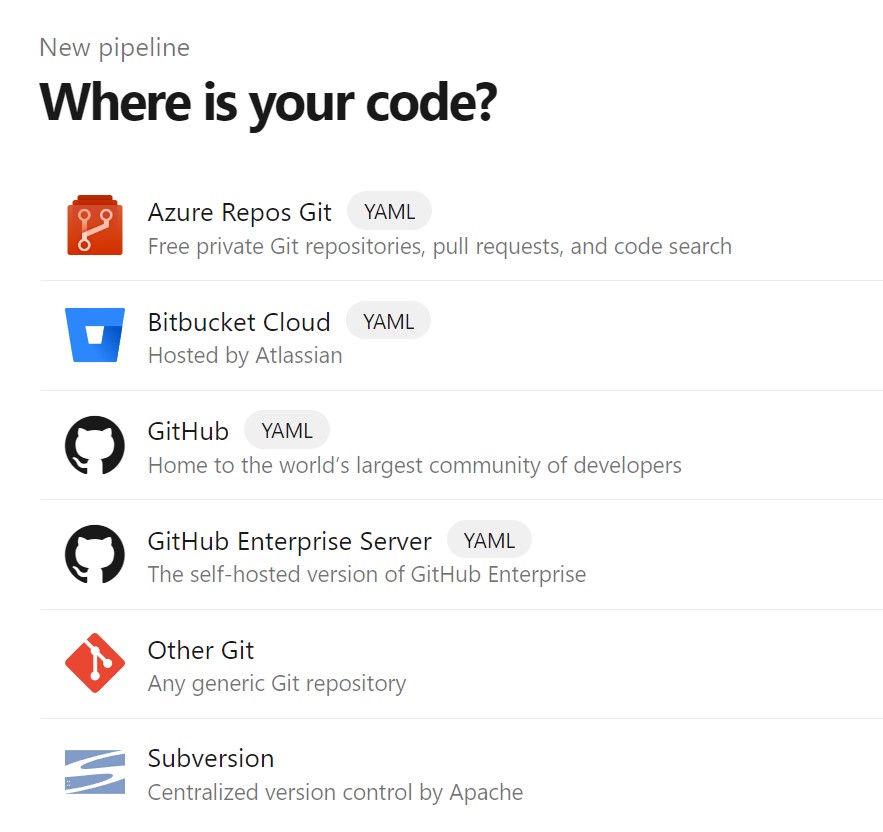 New pipeline
Where is your code?
Azure Repos Git YAML
Free private Git repositories, pull requests, and code search
Bitbucket Cloud YAML
Hosted by Atlassian
GitHub YAML
Home to the world’s largest community of developers
GitHub Enterprise Server YAML
The self-hosted version of GitHub Enterprise
Other Git
Any generic Git repository
Subversion
Centralized version control by Apache